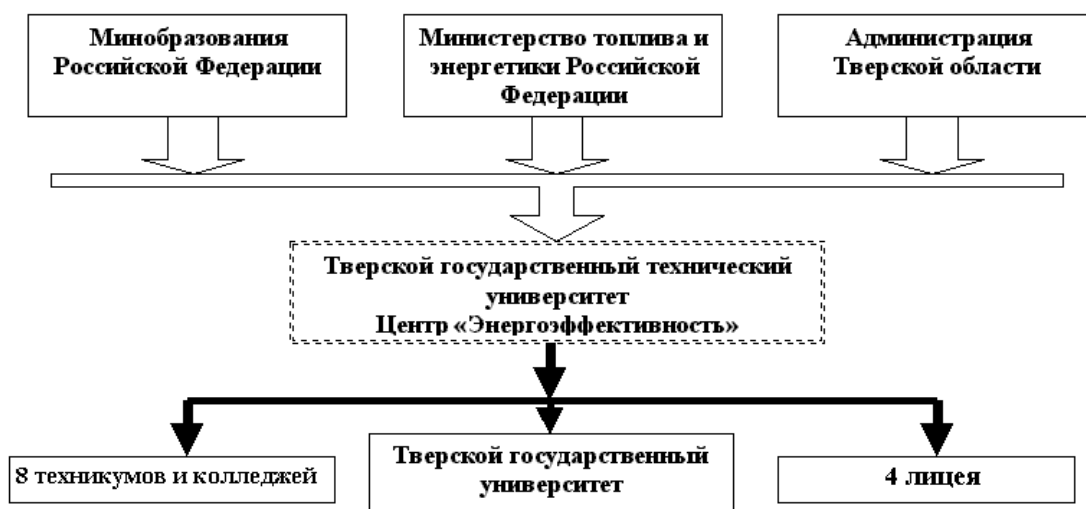 Минобразования
Российской Федерации
Министерство топлива и
энергетики Российской
Федерации
Администрация
Тверской области
Тверской государственный технический
университет
Центр «Энергоэффективность»
8 техникумов и колледжей
Тверской государственный
университет
4 лицея